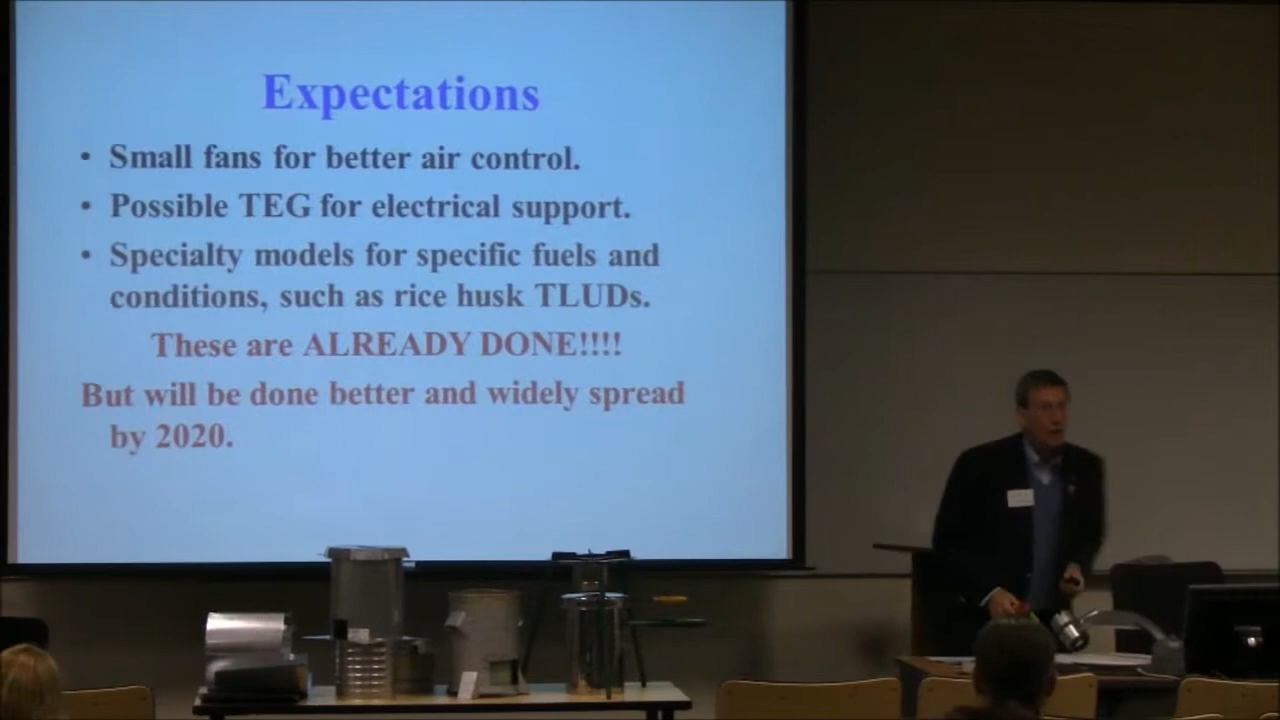 Expectations
• Small fans for better air control.
• Possible TEG for electrical support.
• Specialty models for specific fuels and
conditions, such as rice husk TLUDs.
These are ALREADY DONE!!!!
But will be done better and widely spread
by 2020.